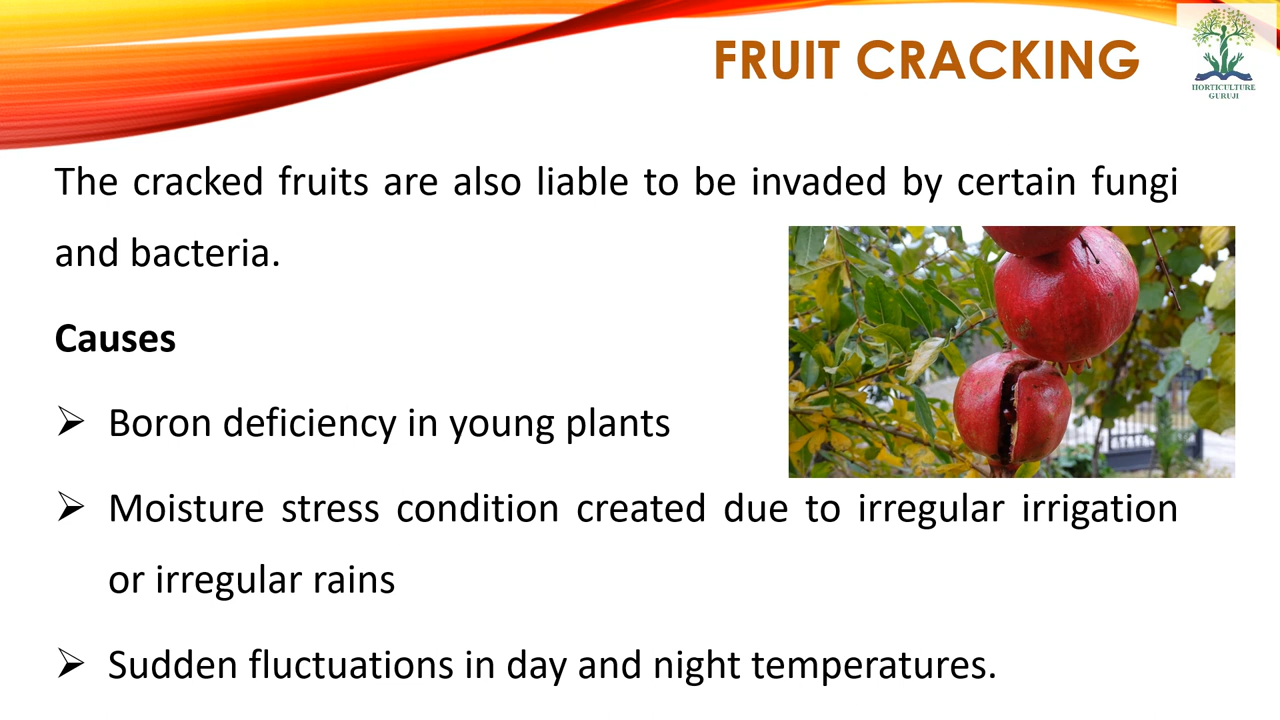 FRUIT CRACKING
HORTICULTURE
GURUJI
The cracked fruits are also liable to be invaded by certain fungi
and bacteria.
Causes
➢ Boron deficiency in young plants
➢ Moisture stress condition created due to irregular irrigation
or irregular rains
➢ Sudden fluctuations in day and night temperatures.